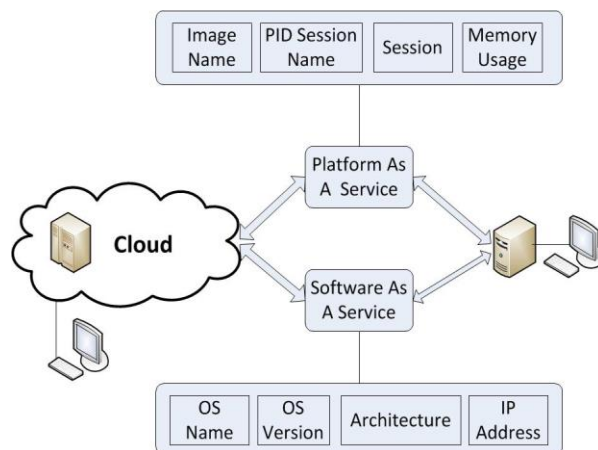 Image
Name
PID Session
Name
Session
Memory
Usage
Platform As
A Service
Cloud
Software As
A Service
OS
Name
OS
Version
Architecture
IP
Address